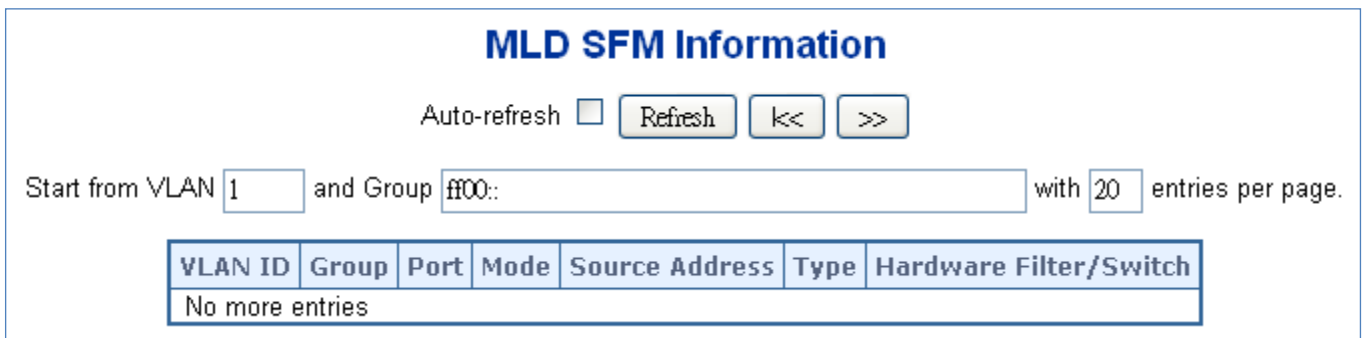 MLD SFM Information
Auto-refresh Refresh |<< >>
Start from VLAN 1 and Group ff00:: with 20 entries per page.
VLAN ID Group Port Mode Source Address Type Hardware Filter/Switch
No more entries